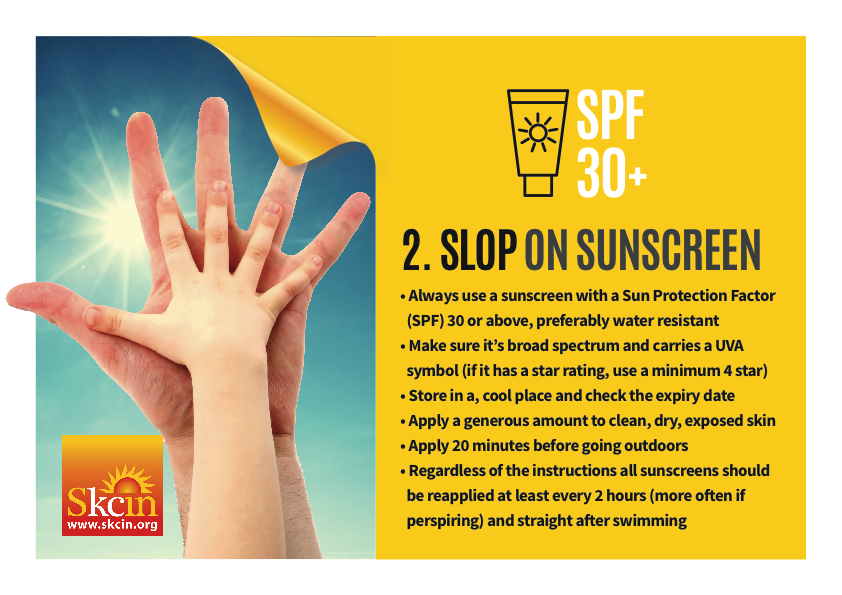 SPF
30+
2. SLOP ON SUNSCREEN
• Always use a sunscreen with a Sun Protection Factor
(SPF) 30 or above, preferably water resistant
• Make sure it’s broad spectrum and carries a UVA
symbol (if it has a star rating, use a minimum 4 star)
• Store in a, cool place and check the expiry date
• Apply a generous amount to clean, dry, exposed skin
• Apply 20 minutes before going outdoors
• Regardless of the instructions all sunscreens should
be reapplied at least every 2 hours (more often if
perspiring) and straight after swimming
Skcin
www.skcin.org